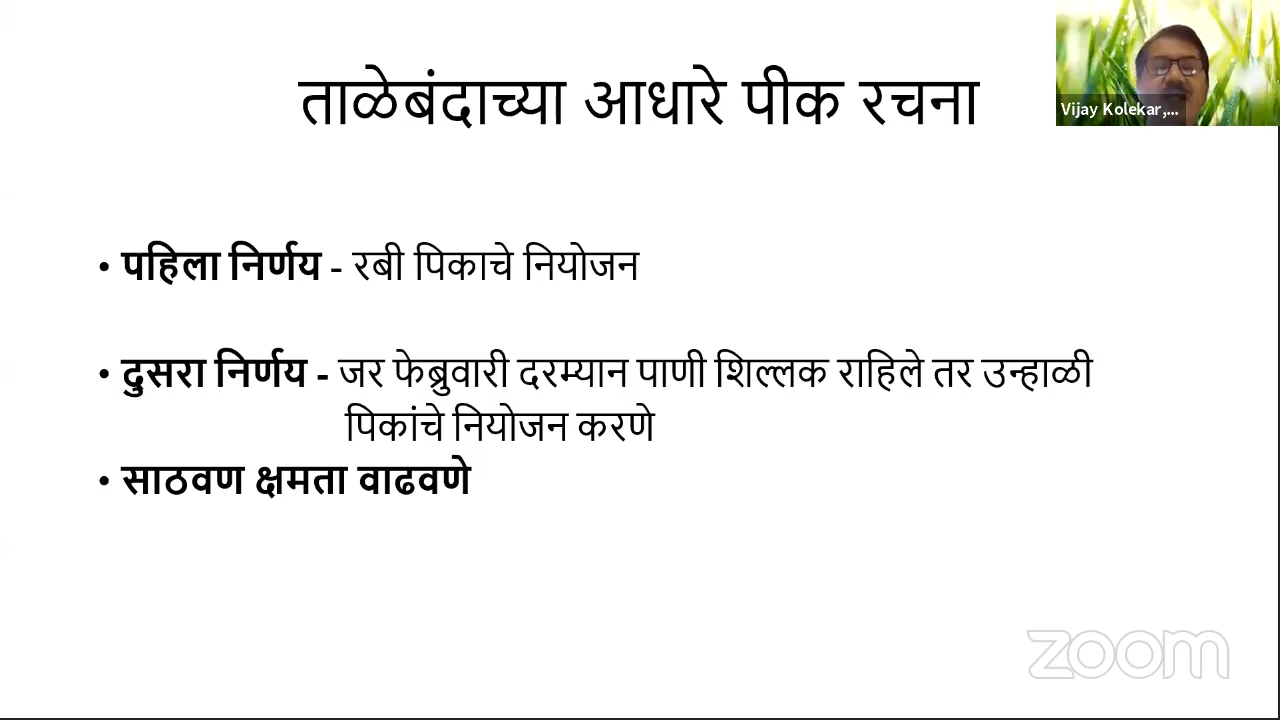 ताळेबंदाच्या आधारे पीक रचना
Vijay Kolekar,...
• पहिला निर्णय - रबी पिकाचे नियोजन
• दुसरा निर्णय - जर फेब्रुवारी दरम्यान पाणी शिल्लक राहिले तर उन्हाळी
पिकांचे नियोजन करणे
• साठवण क्षमता वाढवणे
zoom